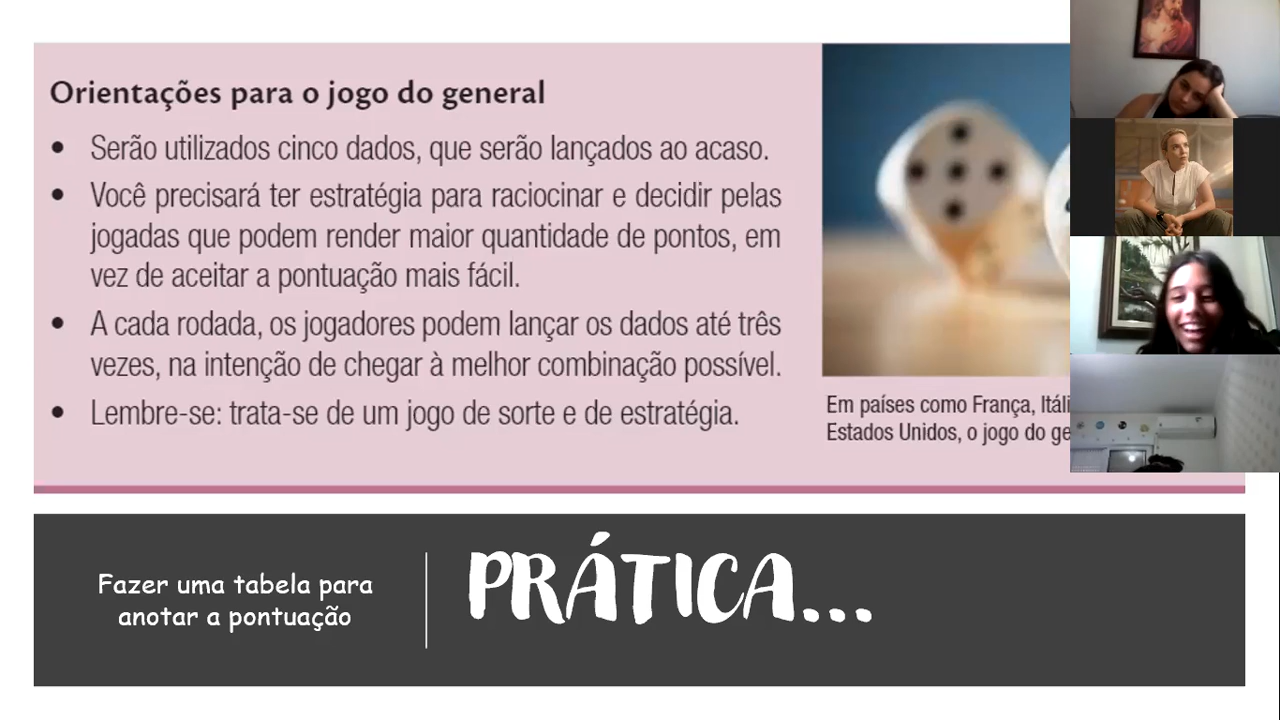 Orientações para o jogo do general
• Serão utilizados cinco dados, que serão lançados ao acaso.
• Você precisará ter estratégia para raciocinar e decidir pelas
jogadas que podem render maior quantidade de pontos, em
vez de aceitar a pontuação mais fácil.
• A cada rodada, os jogadores podem lançar os dados até três
vezes, na intenção de chegar à melhor combinação possível.
• Lembre-se: trata-se de um jogo de sorte e de estratégia.
Em países como França,
Estados Unidos, o jogo do
Fazer uma tabela para
anotar a pontuação
PRÁTICA...